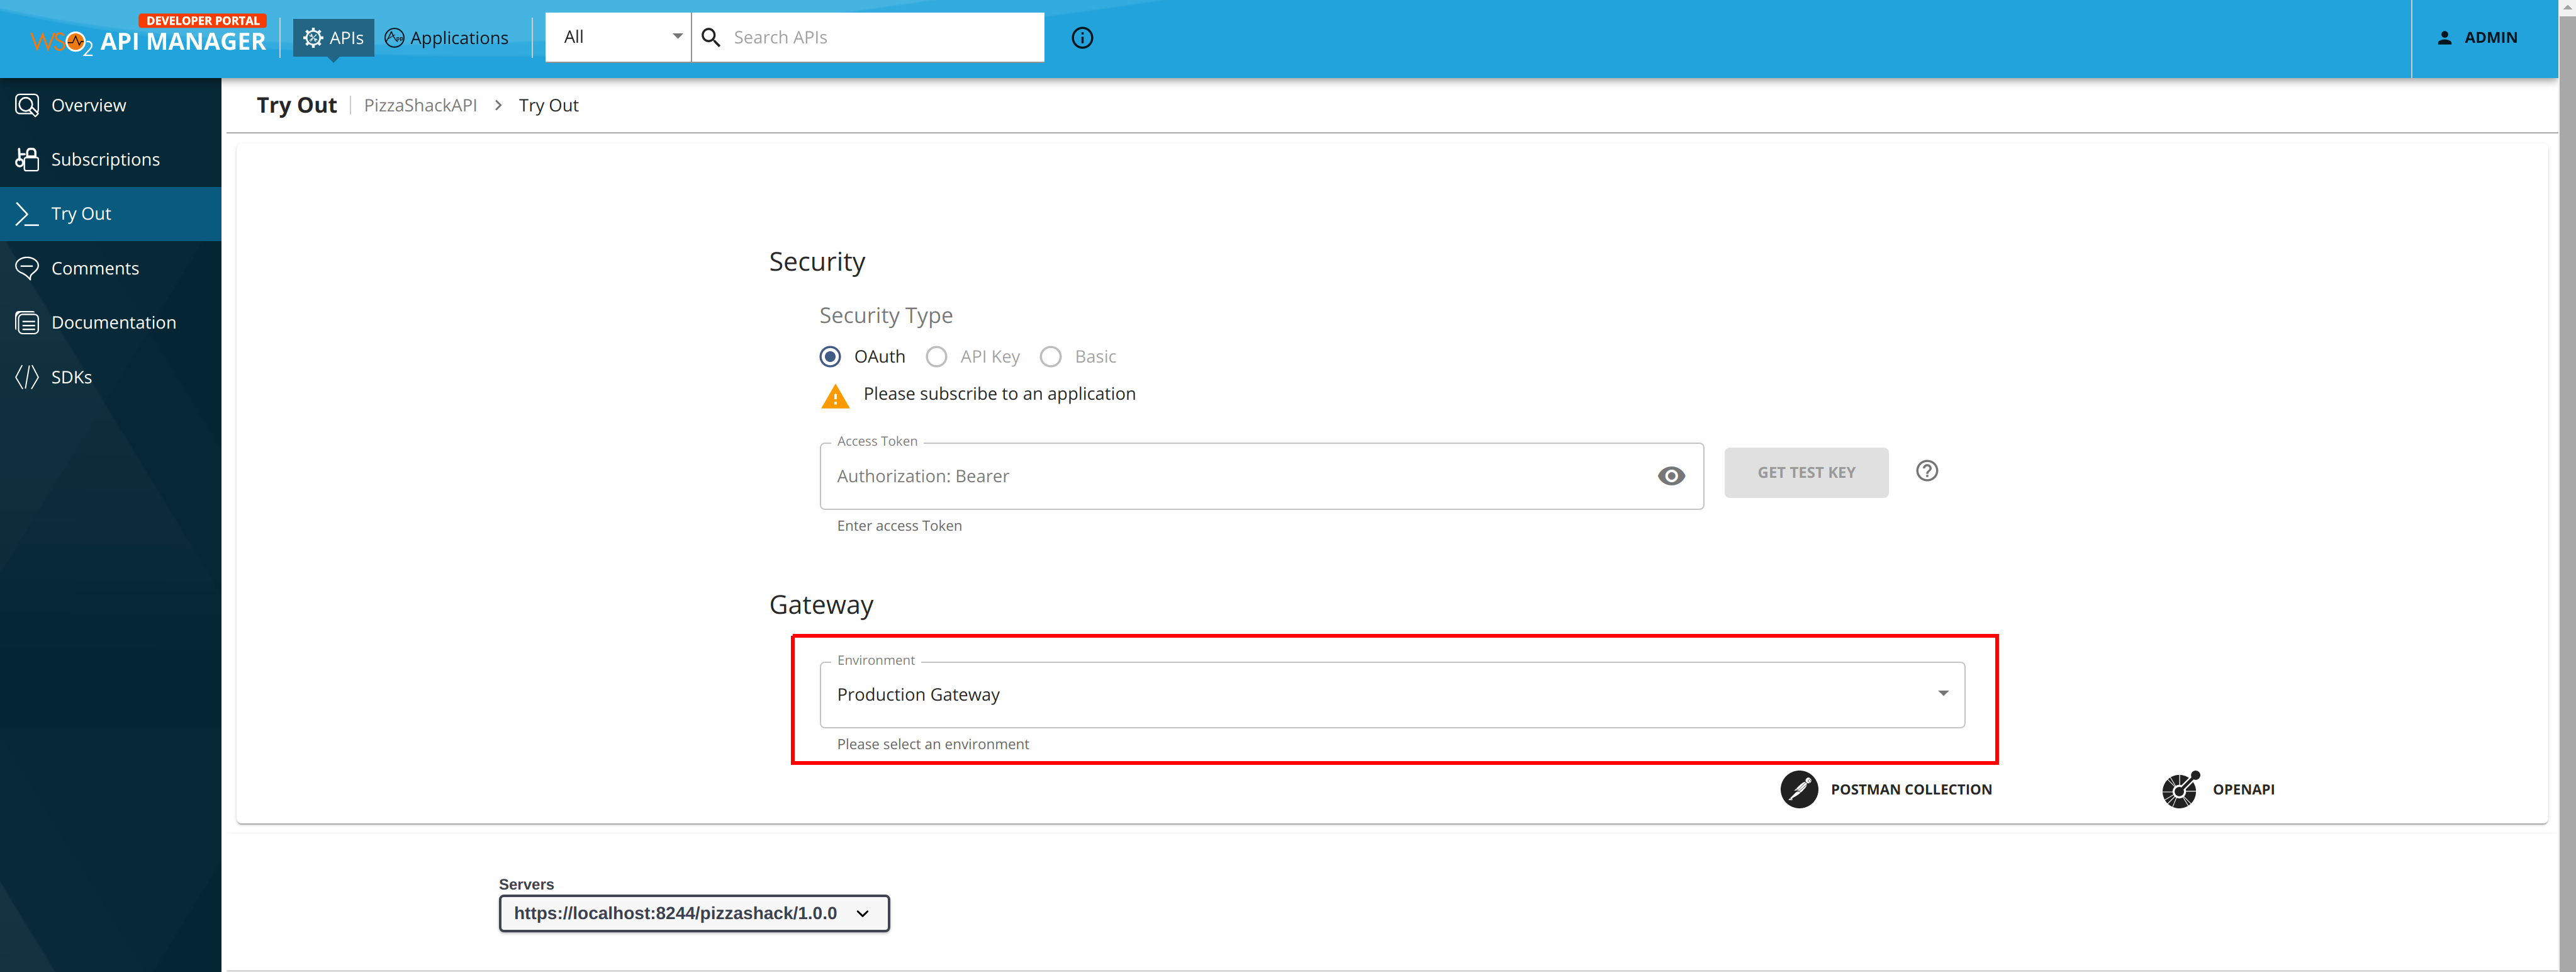 DEVELOPER PORTAL
WSO2 API MANAGER
APIs
Applications
All
Search APIs
ADMIN
Overview
Subscriptions
Try Out
Comments
Documentation
SDKs
Try Out
PizzaShackAPI > Try Out
Security
Security Type
OAuth
API Key
Basic
Please subscribe to an application
Access Token
Authorization: Bearer
GET TEST KEY
Enter access Token
Gateway
Environment
Production Gateway
Please select an environment
POSTMAN COLLECTION
OPENAPI
Servers
https://localhost:8244/pizzashack/1.0.0